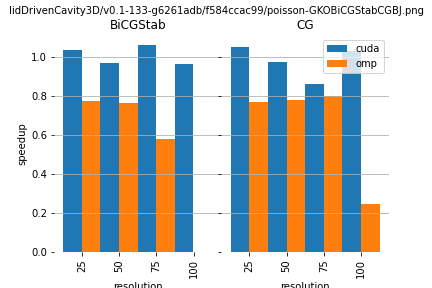 lidDrivenCavity3D/v0.1-133-g6261adb/f584ccac99/poisson-GKOBiCGStabCGBJ.png
BiCGStab
CG
cuda
omp
1.0
0.8
0.6
0.4
0.2
0.0
speedup
25
50
75
100
25
50
75
100
resolution
resolution